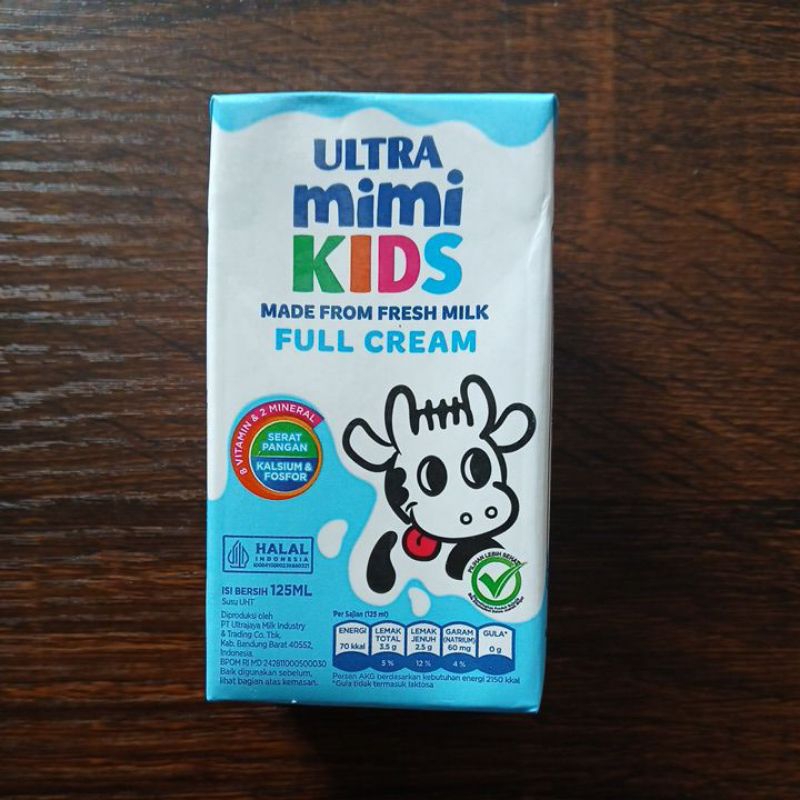 ULTRA
mimi
KIDS
MADE FROM FRESH MILK
FULL CREAM
8 VITAMIN & 2 MINERAL
SERAT
PANGAN
KALSIUM &
FOSFOR
HALAL
INDONESIA
ISI BERSIH 125ML
Susu UHT
Diproduksi oleh
PT Ultrajaya Milk Industry
& Trading Co. Tbk.
Kab. Bandung Barat 40552,
Indonesia.
BPOM RI MD 242811000500030
Baik digunakan sebelum,
lihat bagian atas kemasan.
PILIHAN LEBIH SEHAT
Per Sajian (125 ml)
ENERGI
70 kkal
LEMAK
TOTAL
3.5 g
5 %
LEMAK
JENUH
2.5 g
12 %
GARAM
(NATRIUM)
60 mg
4 %
GULA*
0 g
Persen AKG berdasarkan kebutuhan energi 2150 kkal
*Gula tidak termasuk laktosa